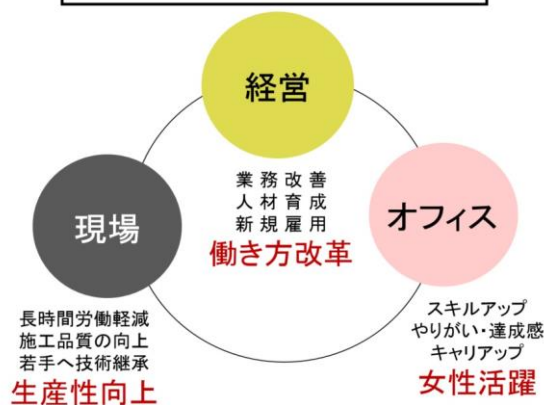 経営
業務改善
人材育成
新規雇用
働き方改革
現場
長時間労働軽減
施工品質の向上
若手へ技術継承
生産性向上
オフィス
スキルアップ
やりがい・達成感
キャリアップ
女性活躍